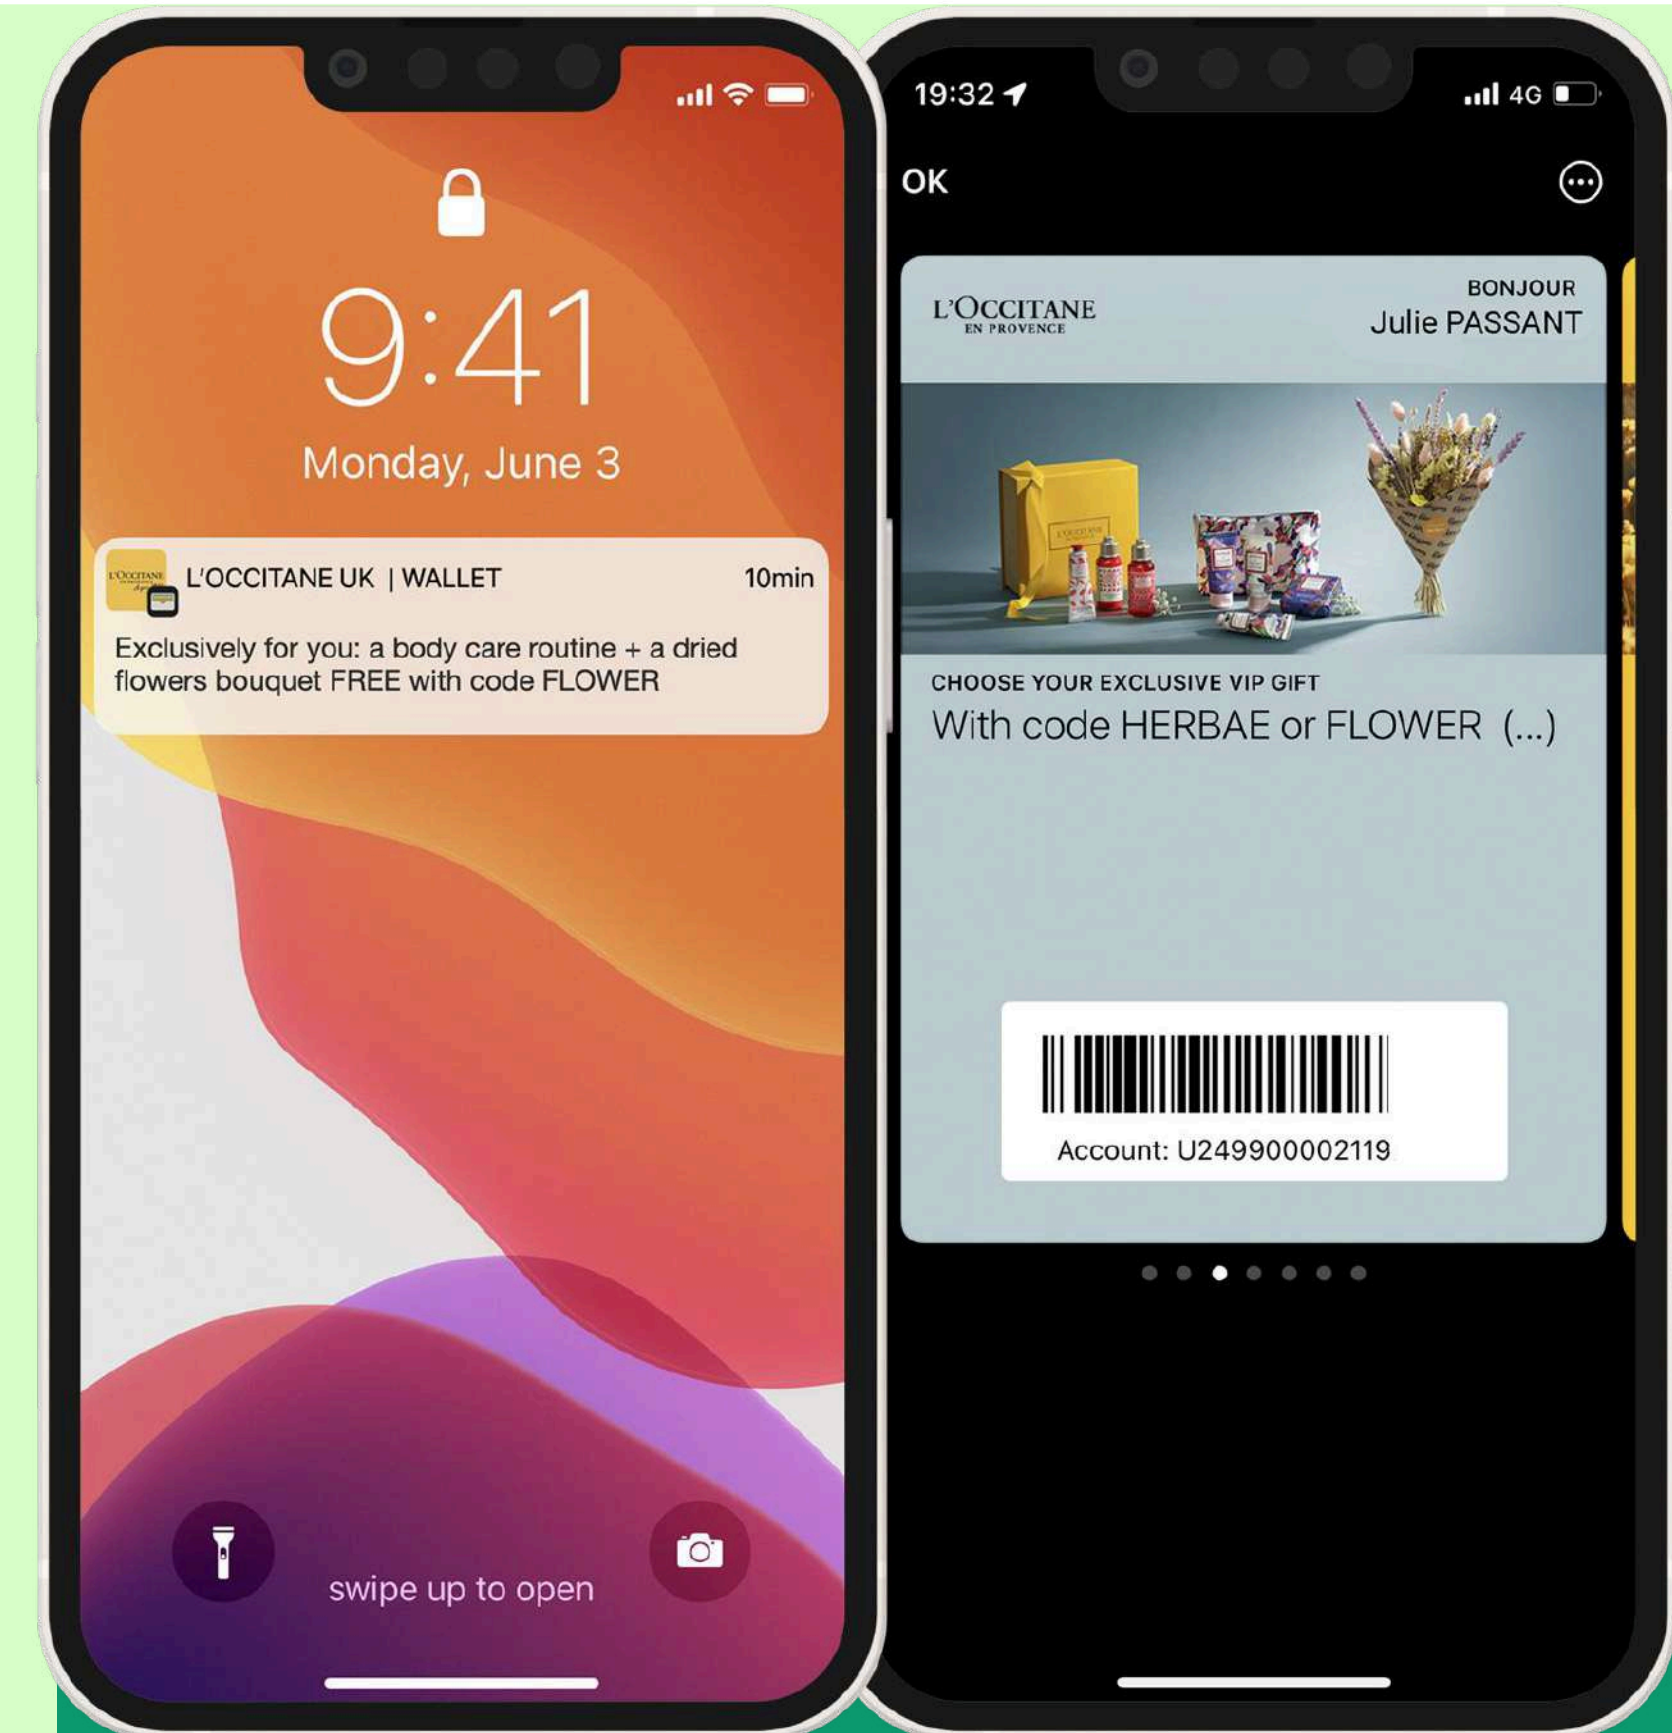 9:41
Monday, June 3
L'OCCITANE
L'OCCITANE UK | WALLET
10min
Exclusively for you: a body care routine + a dried
flowers bouquet FREE with code FLOWER
swipe up to open
19:32
4G
OK
L'OCCITANE
EN PROVENCE
BONJOUR
Julie PASSANT
L'OCCITANE
CHOOSE YOUR EXCLUSIVE VIP GIFT
With code HERBAE or FLOWER (...)
Account: U249900002119